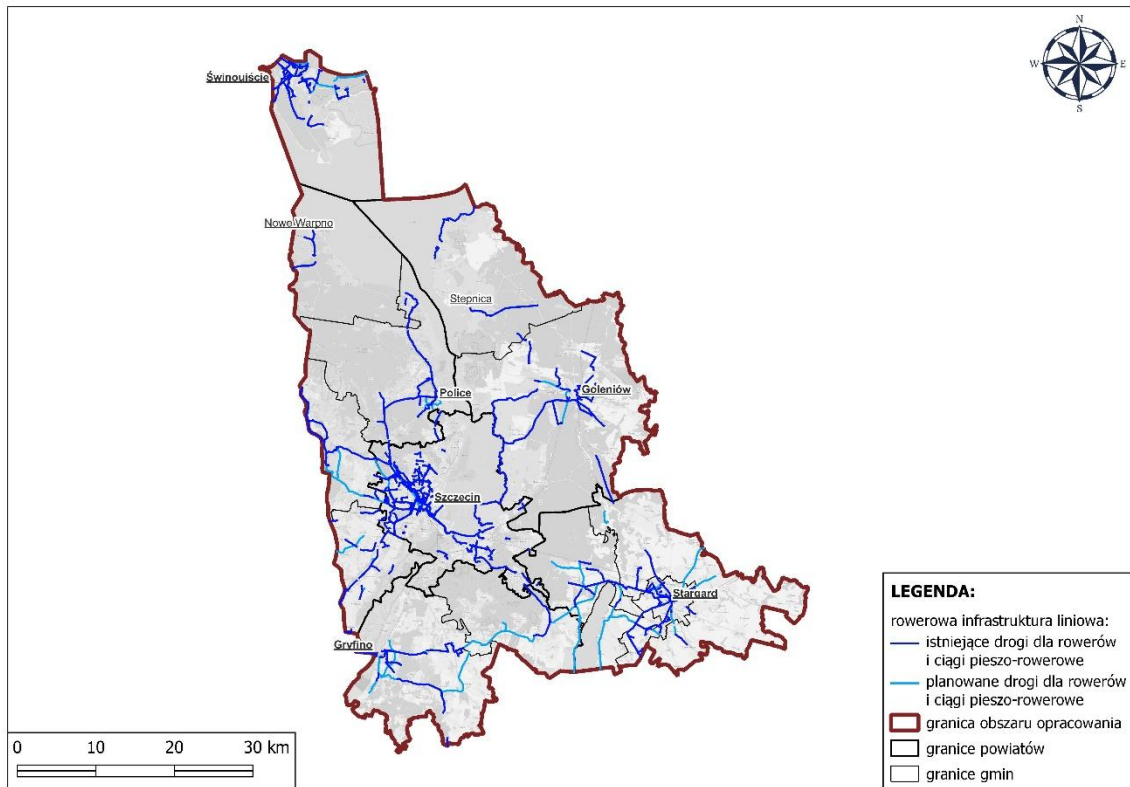 N
W E
S
Świnoujście
Nowe Warpno
Stepnica
Police
Goleniów
Szczecin
Stargard
Gryfino
0 10 20 30 km
LEGENDA:
rowerowa infrastruktura liniowa:
istniejące drogi dla rowerów
i ciągi pieszo-rowerowe
planowane drogi dla rowerów
i ciągi pieszo-rowerowe
granica obszaru opracowania
granice powiatów
granice gmin